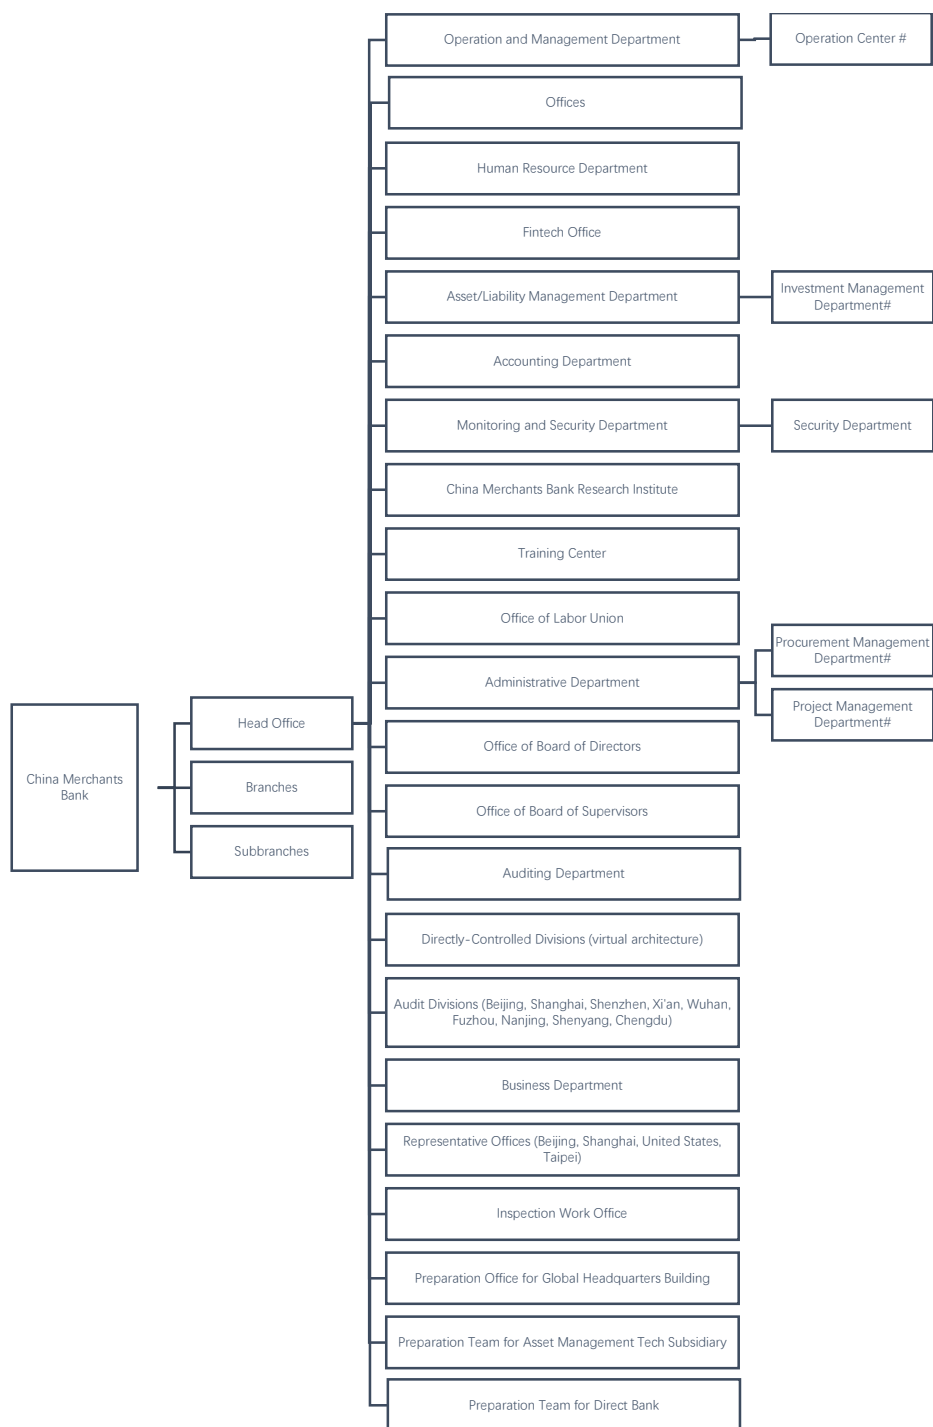 Operation and Management Department
Operation Center #
Offices
Human Resource Department
Fintech Office
Asset/Liability Management Department
Investment Management
Department#
Accounting Department
Monitoring and Security Department
Security Department
China Merchants Bank Research Institute
Training Center
Office of Labor Union
Administrative Department
Procurement Management
Department#
Project Management
Department#
China Merchants
Bank
Head Office
Branches
Subbranches
Office of Board of Directors
Office of Board of Supervisors
Auditing Department
Directly-Controlled Divisions (virtual architecture)
Audit Divisions (Beijing, Shanghai, Shenzhen, Xi'an, Wuhan,
Fuzhou, Nanjing, Shenyang, Chengdu)
Business Department
Representative Offices (Beijing, Shanghai, United States,
Taipei)
Inspection Work Office
Preparation Office for Global Headquarters Building
Preparation Team for Asset Management Tech Subsidiary
Preparation Team for Direct Bank